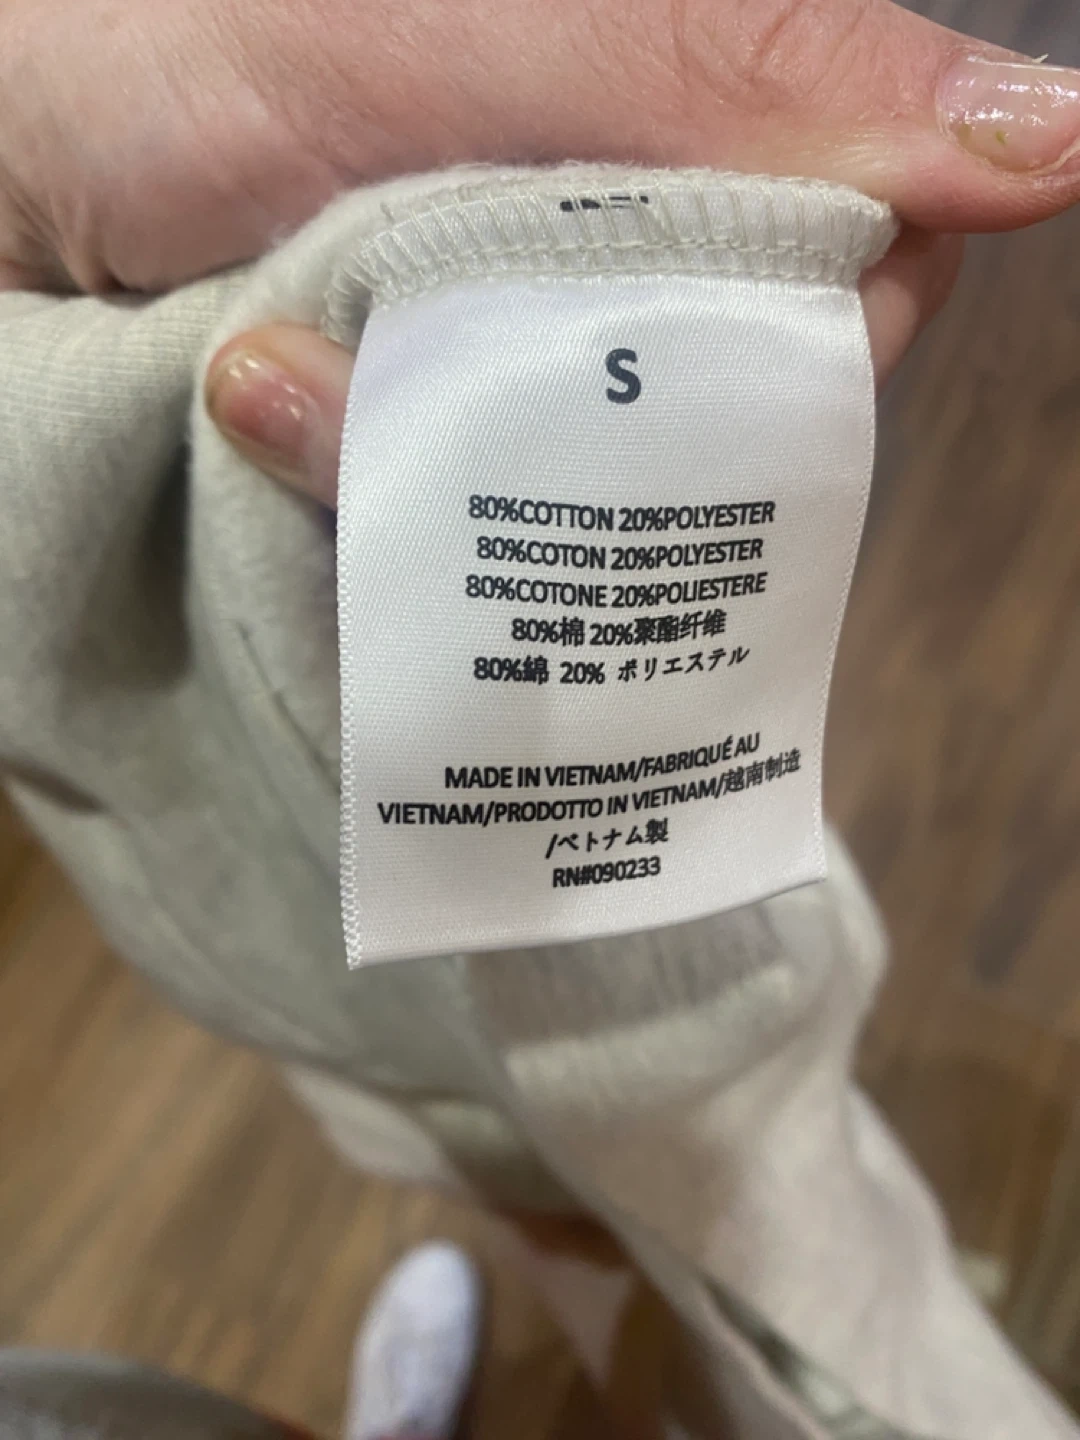 S
80%COTTON 20%POLYESTER
80%COTON 20%POLYESTER
80%COTONE 20%POLIESTERE
80%棉 20%聚酯纤维
80%綿 20% ポリエステル
MADE IN VIETNAM/FABRIQUÉ AU
VIETNAM/PRODOTTO IN VIETNAM/越南制造
/ベトナム製
RN#090233